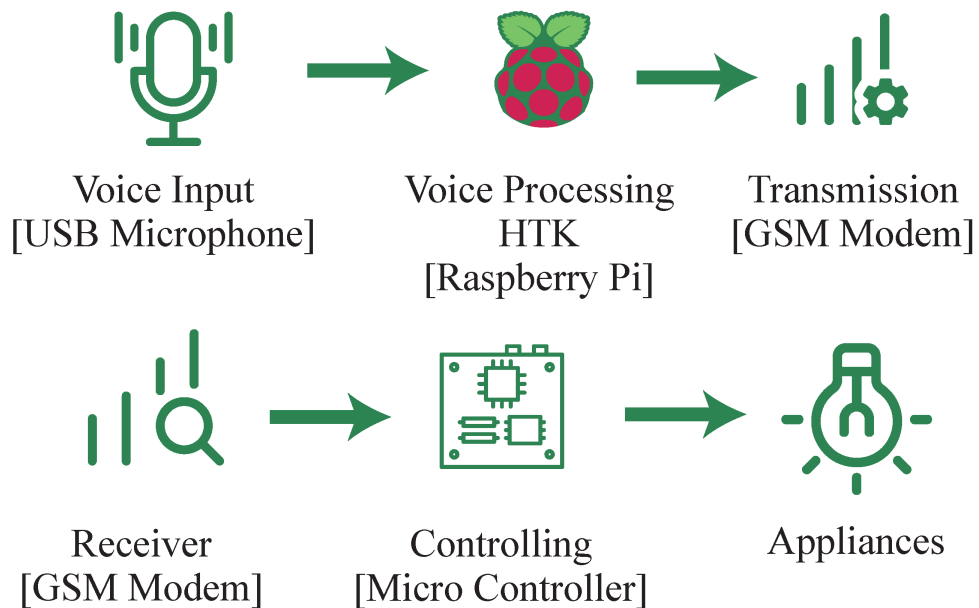 Voice Input
[USB Microphone]
Voice Processing
HTK
[Raspberry Pi]
Transmission
[GSM Modem]
Receiver
[GSM Modem]
Controlling
[Micro Controller]
Appliances